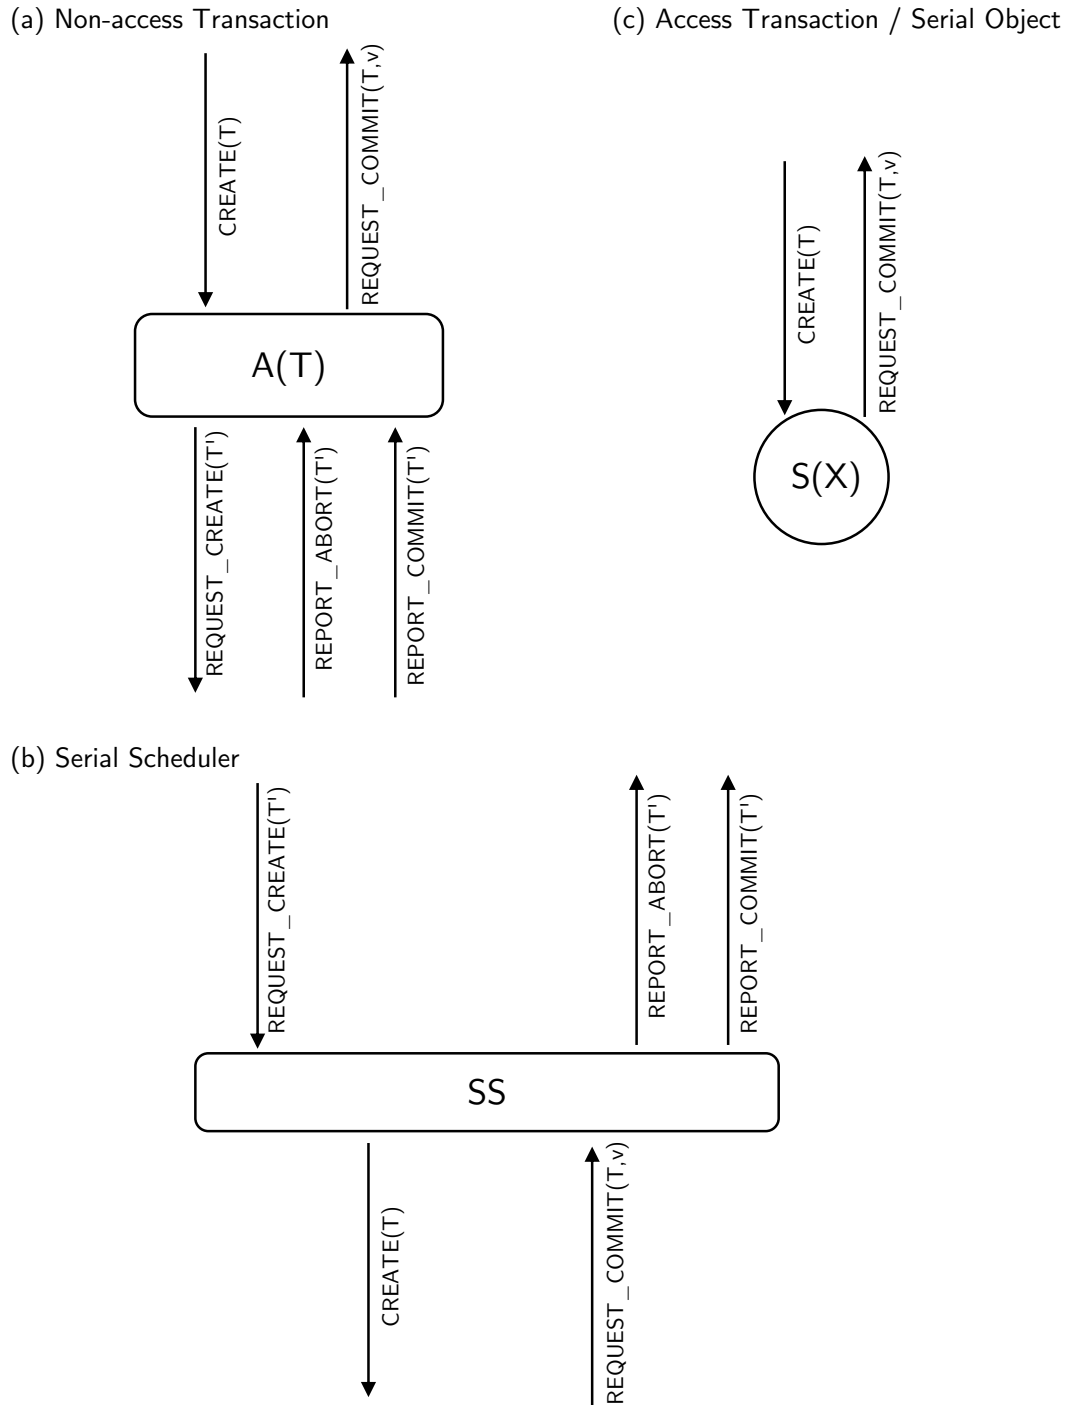 (a) Non-access Transaction
(c) Access Transaction / Serial Object
CREATE(T)
REQUEST_COMMIT(T,v)
A(T)
REQUEST_CREATE(T')
REPORT_ABORT(T')
REPORT_COMMIT(T')
CREATE(T)
REQUEST_COMMIT(T,v)
S(X)
(b) Serial Scheduler
REQUEST_CREATE(T')
REPORT_ABORT(T')
REPORT_COMMIT(T')
SS
CREATE(T)
REQUEST_COMMIT(T,v)